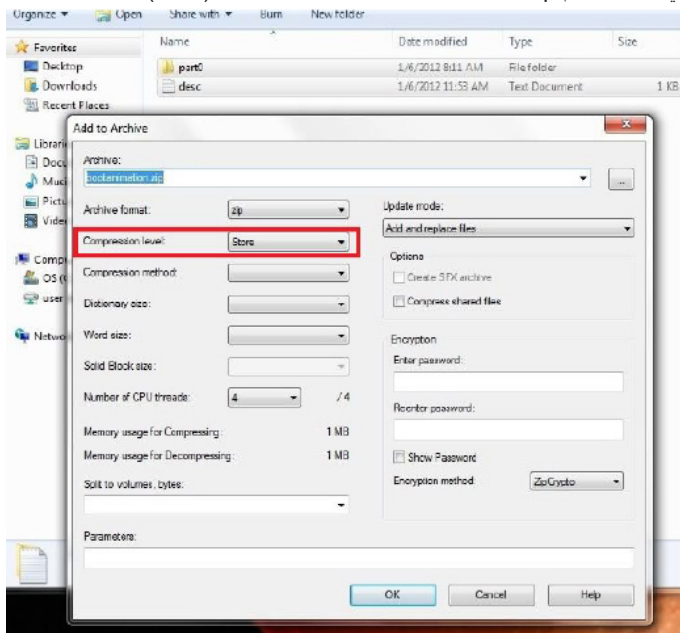 Organize Open Share with Burn New folder
Favorites
Desktop
Downloads
Recent Places
Name Date modified Type Size
part0 1/6/2012 8:11 AM File folder
desc 1/6/2012 11:53 AM Text Document 1 KB
Add to Archive
Archive:
bootanimation.zip
...
Archive format: zip
Compression level: Store
Compression method:
Dictionary size:
Word size:
Solid Block size:
Number of CPU threads: 4 / 4
Memory usage for Compressing: 1 MB
Memory usage for Decompressing: 1 MB
Split to volumes, bytes:
Parameters:
Update mode:
Add and replace files
Options
Create SFX archive
Compress shared files
Encryption
Enter password:
Reenter password:
Show Password
Encryption method: ZipCrypto
OK Cancel Help